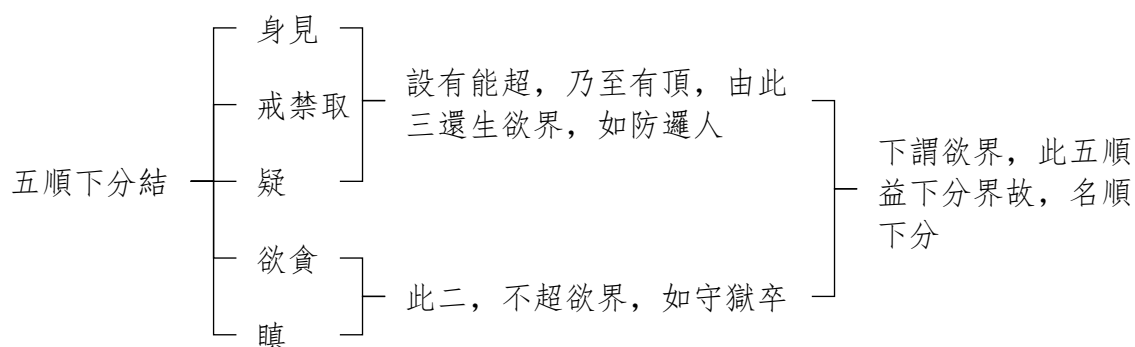 五順下分結
身見
戒禁取
疑
欲貪
瞋
設有能超，乃至有頂，由此
三還生欲界，如防邏人
此二，不超欲界，如守獄卒
下謂欲界，此五順
益下分界故，名順
下分